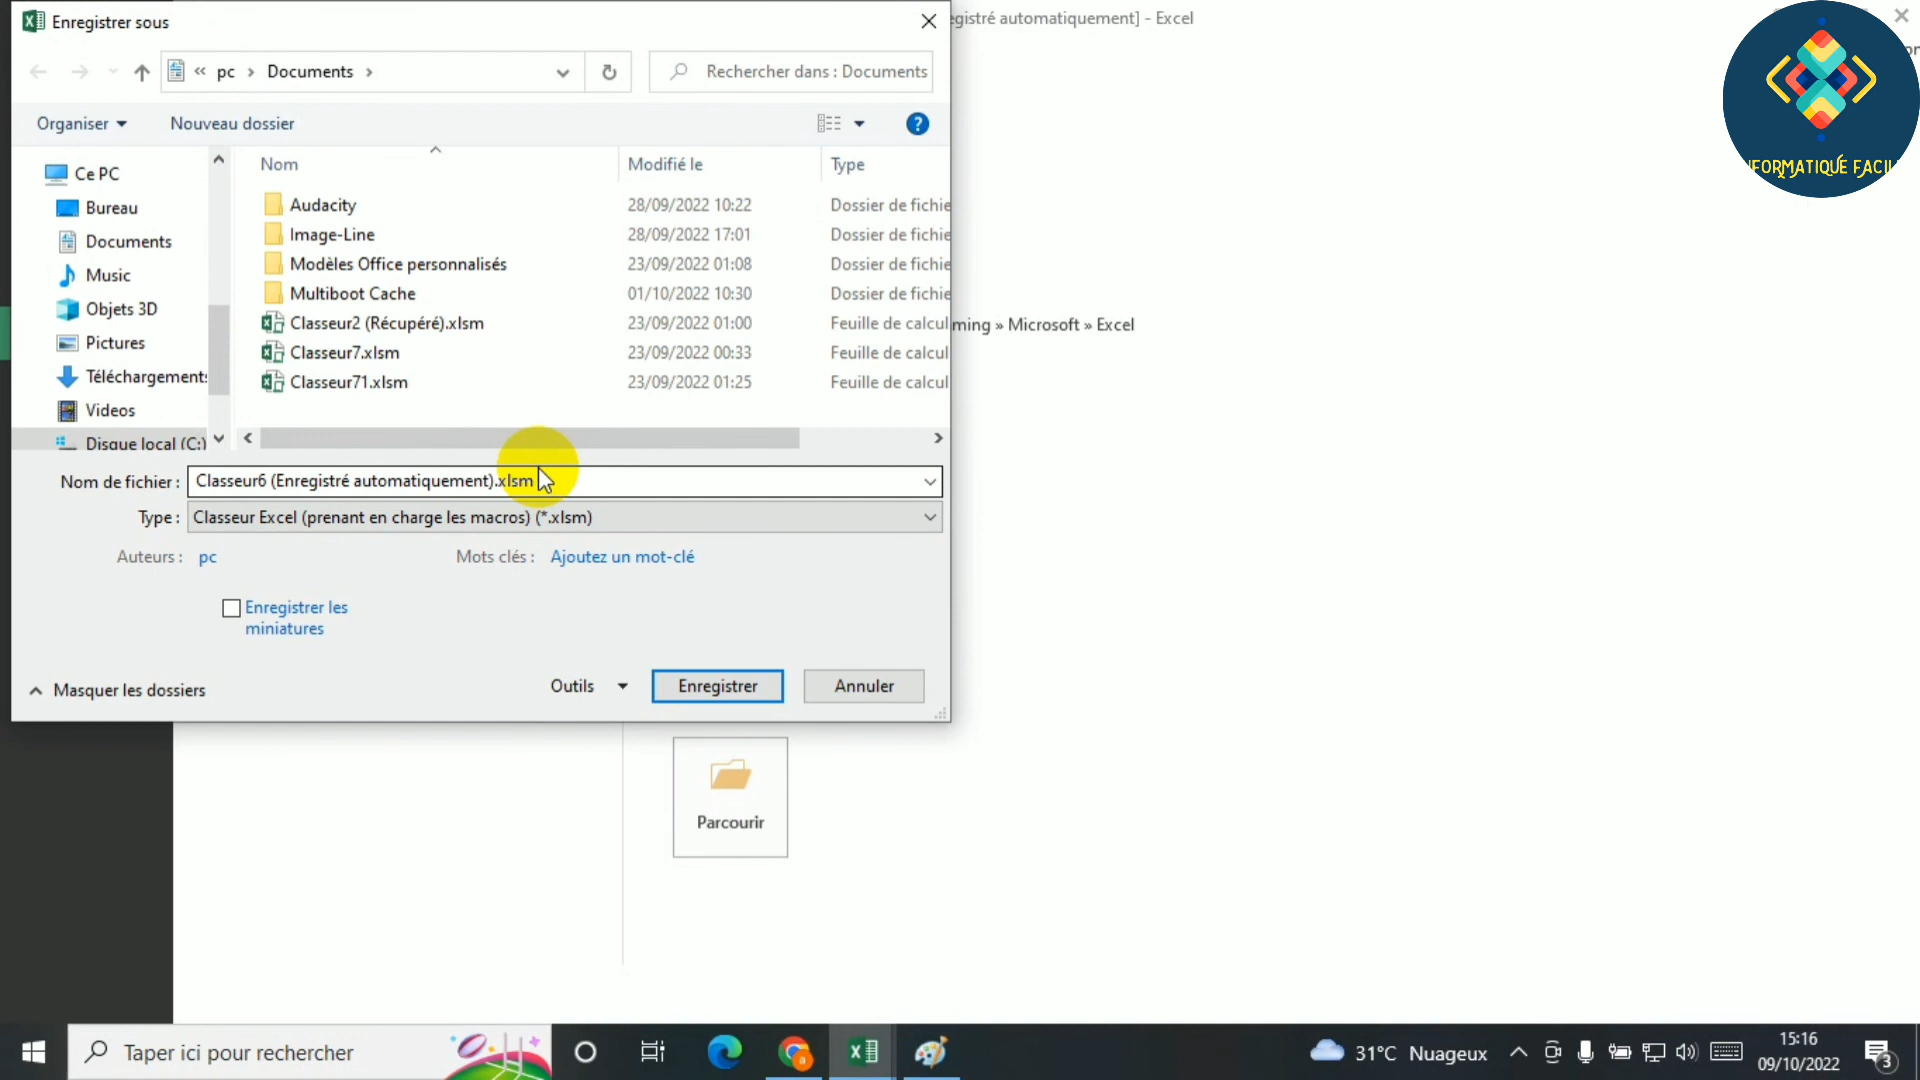 Enregistrer sous
egistré automatiquement] - Excel
« pc › Documents ›
Rechercher dans : Documents
Organiser
Nouveau dossier
?
Ce PC
Bureau
Documents
Music
Objets 3D
Pictures
Téléchargements
Videos
Disque local (C:)
Nom
Modifié le
Type
Audacity 28/09/2022 10:22 Dossier de fichie
Image-Line 28/09/2022 17:01 Dossier de fichie
Modèles Office personnalisés 23/09/2022 01:08 Dossier de fichie
Multiboot Cache 01/10/2022 10:30 Dossier de fichie
Classeur2 (Récupéré).xlsm 23/09/2022 01:00 Feuille de calcul
Classeur7.xlsm 23/09/2022 00:33 Feuille de calcul
Classeur71.xlsm 23/09/2022 01:25 Feuille de calcul
ming » Microsoft » Excel
NFORMATIQUE FACIL
Nom de fichier : Classeur6 (Enregistré automatiquement).xlsm
Type : Classeur Excel (prenant en charge les macros) (*.xlsm)
Auteurs : pc
Mots clés : Ajoutez un mot-clé
Enregistrer les
miniatures
Masquer les dossiers
Outils
Enregistrer
Annuler
Parcourir
Taper ici pour rechercher
31°C Nuageux
15:16
09/10/2022
3